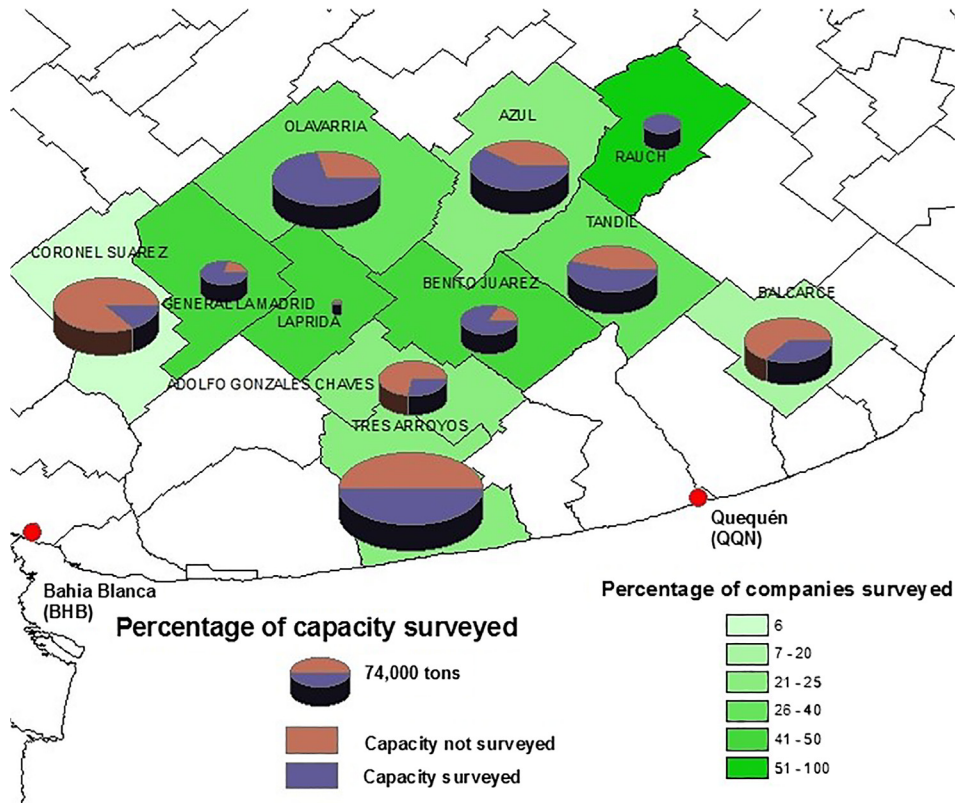 OLAVARRIA
AZUL
RAUCH
TANDIL
CORONEL SUAREZ
GENERAL LAMADRID
BENITO JUAREZ
BALCARCE
LAPRIDA
ADOLFO GONZALES CHAVES
TRES ARROYOS
Quequén
(QQN)
Bahia Blanca
(BHB)
Percentage of capacity surveyed
74,000 tons
Capacity not surveyed
Capacity surveyed
Percentage of companies surveyed
6
7 - 20
21 - 25
26 - 40
41 - 50
51 - 100